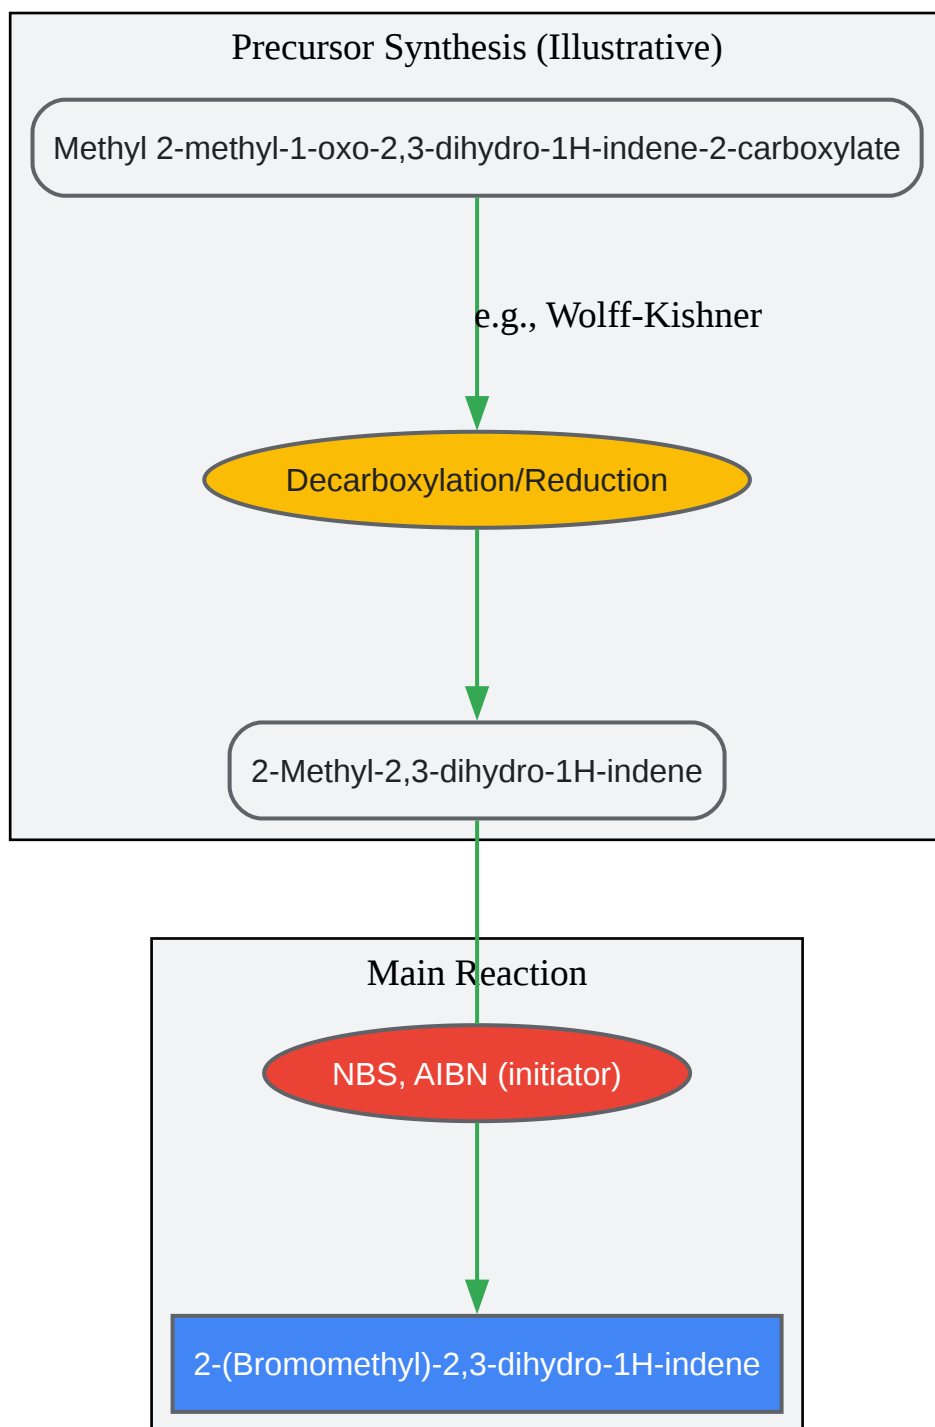 Precursor Synthesis (Illustrative)
Methyl 2-methyl-1-oxo-2,3-dihydro-1H-indene-2-carboxylate
e.g., Wolff-Kishner
Decarboxylation/Reduction
2-Methyl-2,3-dihydro-1H-indene
Main Reaction
NBS, AIBN (initiator)
2-(Bromomethyl)-2,3-dihydro-1H-indene